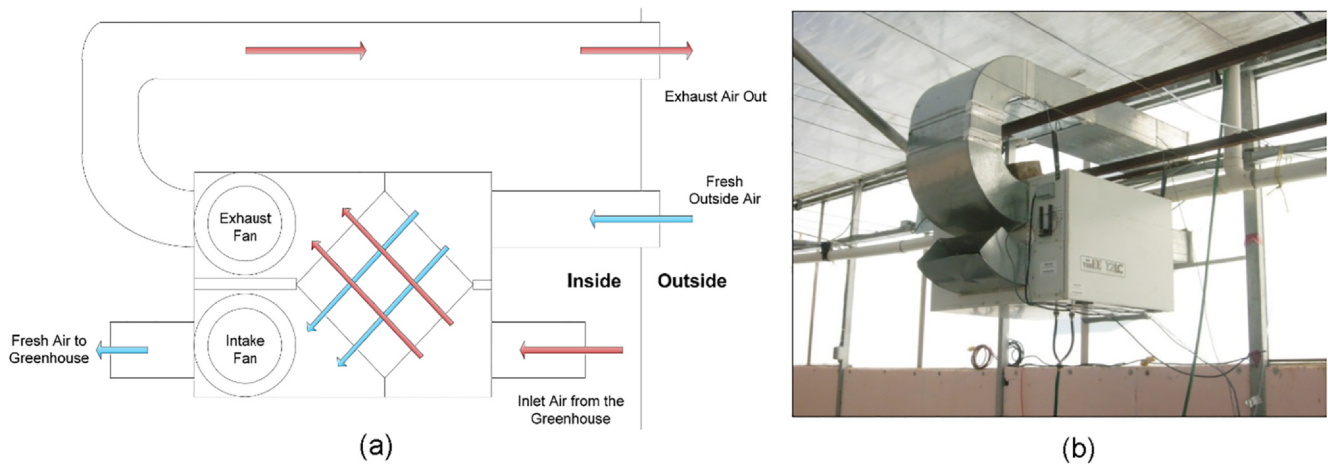 Exhaust Air Out
Fresh
Outside Air
Exhaust
Fan
Inside
Outside
Fresh Air to
Greenhouse
Intake
Fan
Inlet Air from the
Greenhouse
(a)
(b)